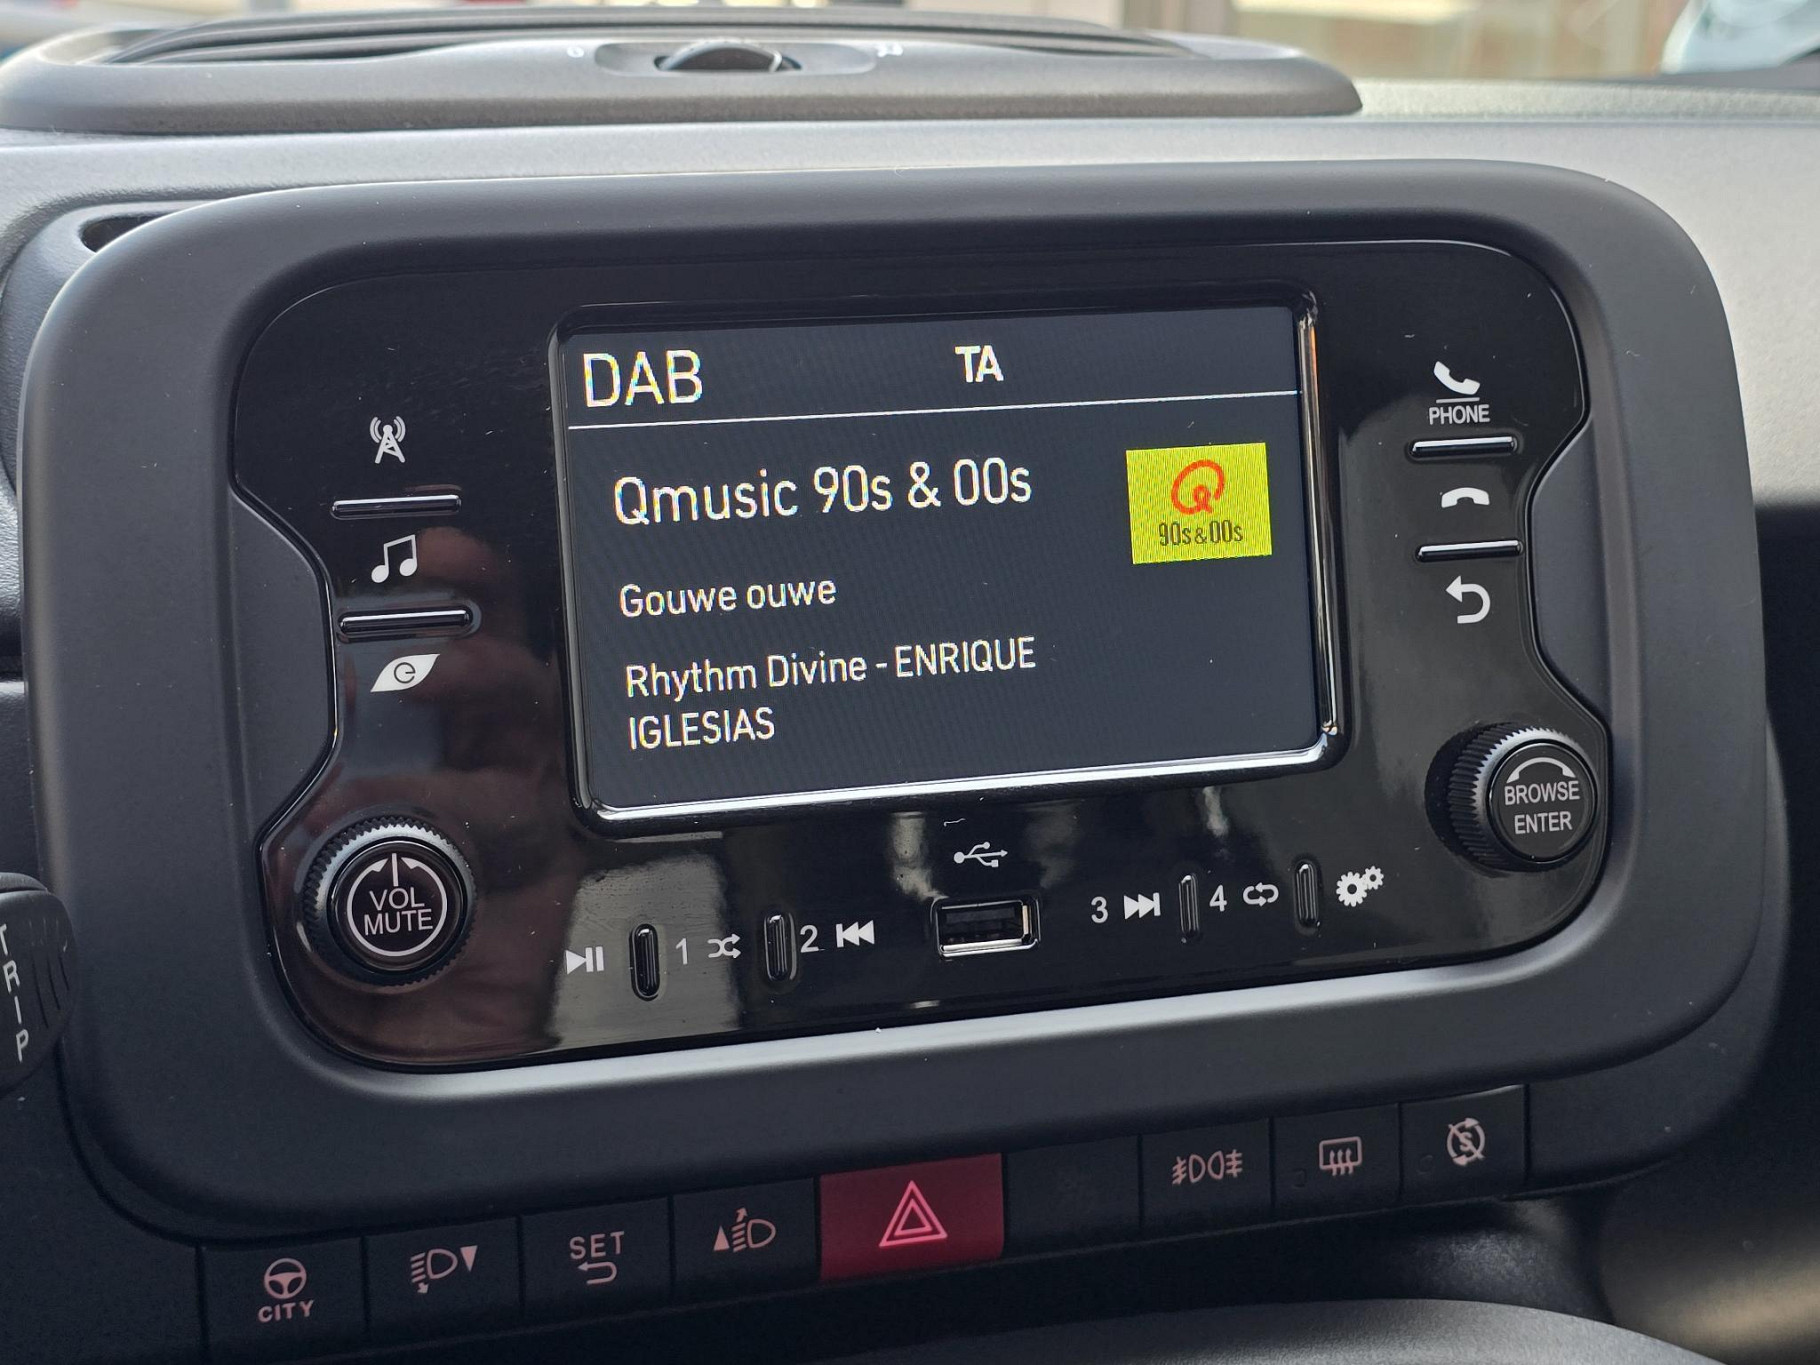 DAB TA
Qmusic 90s & 00s
90s&00s
Gouwe ouwe
Rhythm Divine - ENRIQUE
IGLESIAS
PHONE
BROWSE
ENTER
VOL
MUTE
1
2
3
4
TRIP
CITY
SET